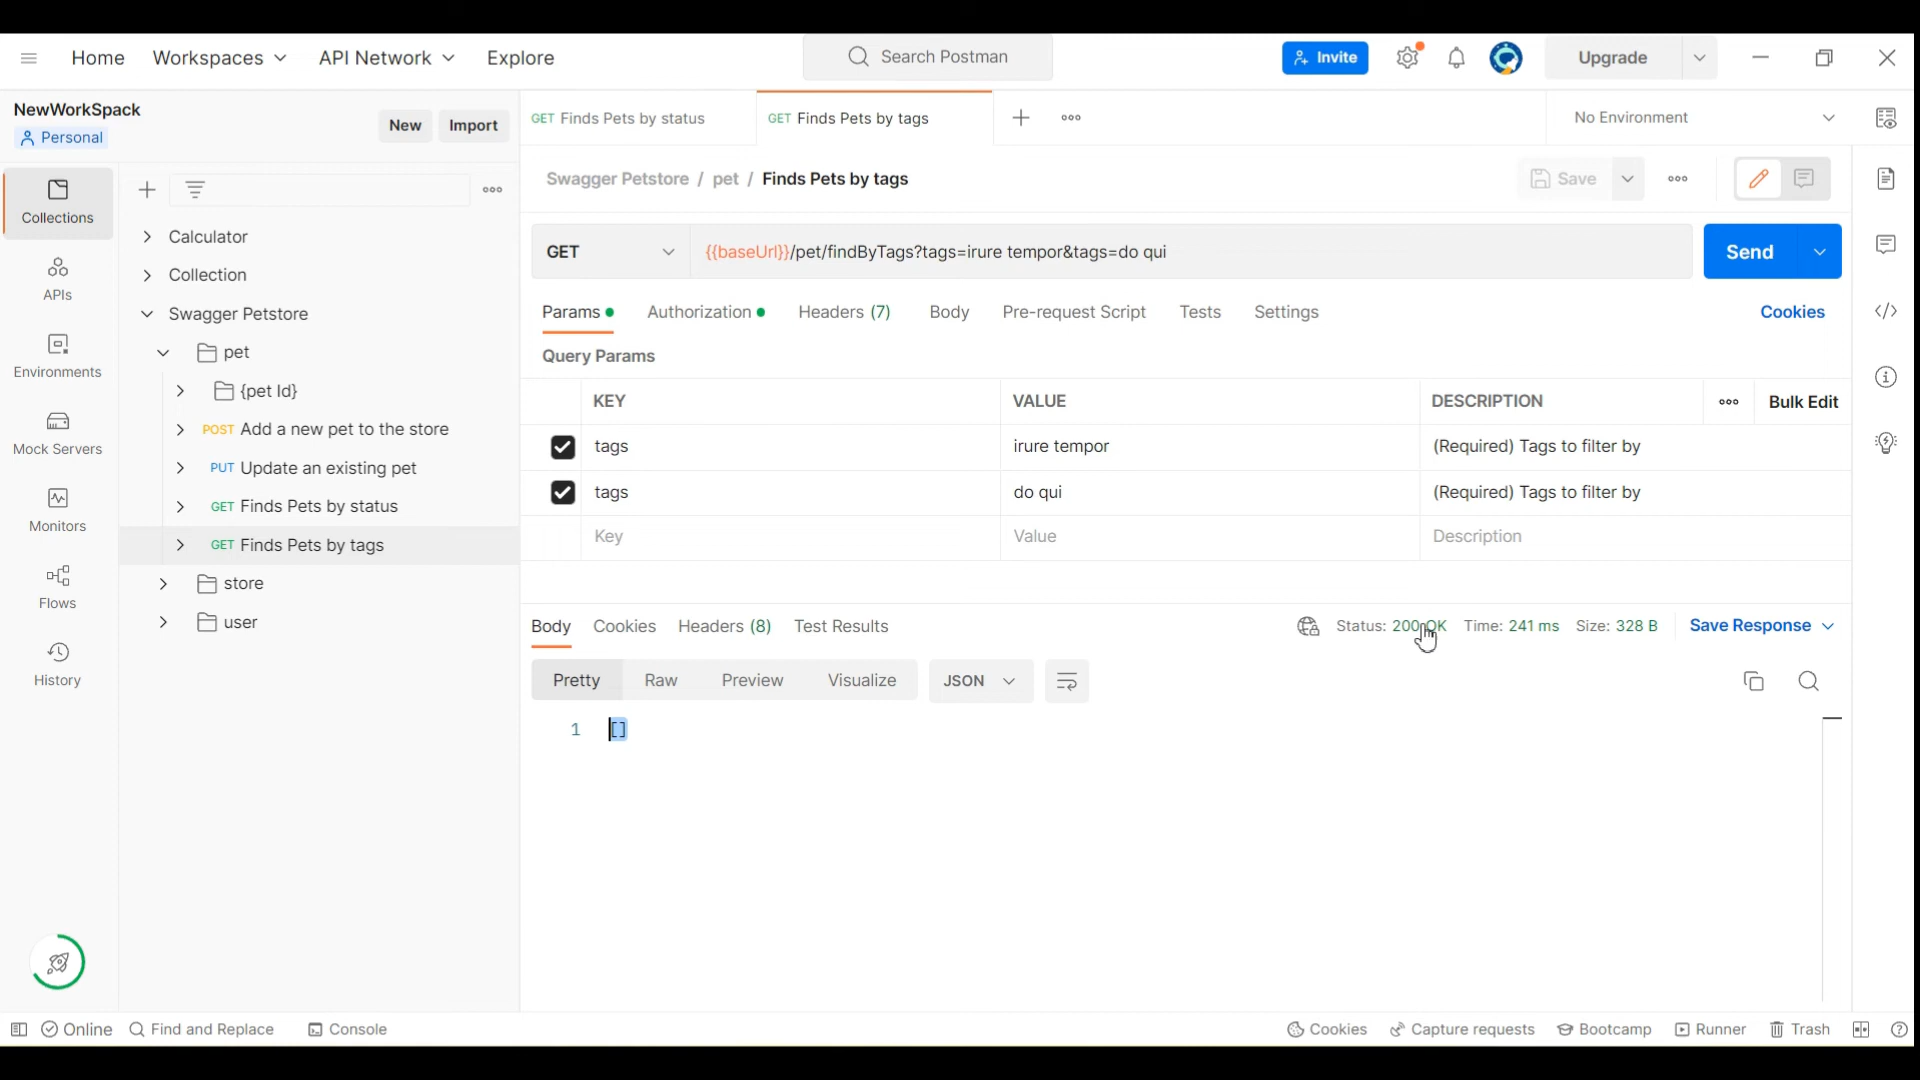 Home
Workspaces
API Network
Explore
Search Postman
Invite
Upgrade
NewWorkSpack
Personal
New
Import
GET Finds Pets by status
GET Finds Pets by tags
No Environment
Collections
APIs
Environments
Mock Servers
Monitors
Flows
History
Calculator
Collection
Swagger Petstore
pet
{pet Id}
POST Add a new pet to the store
PUT Update an existing pet
GET Finds Pets by status
GET Finds Pets by tags
store
user
Swagger Petstore / pet / Finds Pets by tags
Save
GET
{{baseUrl}}/pet/findByTags?tags=irure tempor&tags=do qui
Send
Params
Authorization
Headers (7)
Body
Pre-request Script
Tests
Settings
Cookies
Query Params
KEY VALUE DESCRIPTION
Bulk Edit
tags irure tempor (Required) Tags to filter by
tags do qui (Required) Tags to filter by
Key Value Description
Body
Cookies
Headers (8)
Test Results
Status: 200 OK Time: 241 ms Size: 328 B
Save Response
Pretty
Raw
Preview
Visualize
JSON
1 []
Online
Find and Replace
Console
Cookies
Capture requests
Bootcamp
Runner
Trash